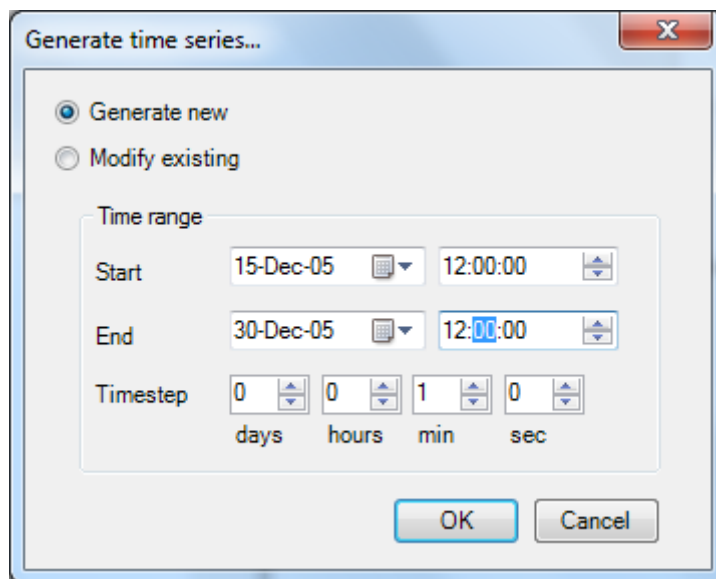 Generate time series...
Generate new
Modify existing
Time range
Start 15-Dec-05 12:00:00
End 30-Dec-05 12:00:00
Timestep 0 0 1 0
days hours min sec
OK Cancel